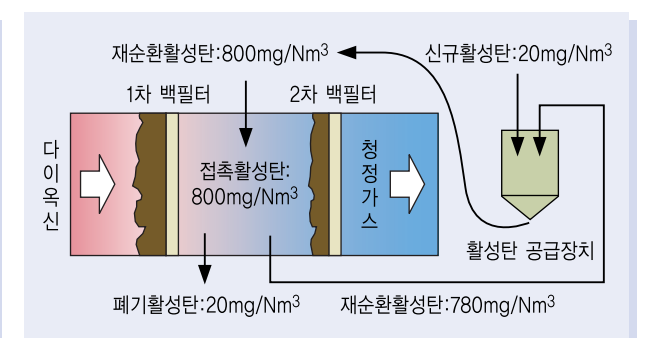 재순환활성탄:800mg/Nm3
신규활성탄:20mg/Nm3
1차 백필터
2차 백필터
다이옥신
접촉활성탄:
800mg/Nm3
청정가스
활성탄 공급장치
폐기활성탄:20mg/Nm3
재순환활성탄:780mg/Nm3